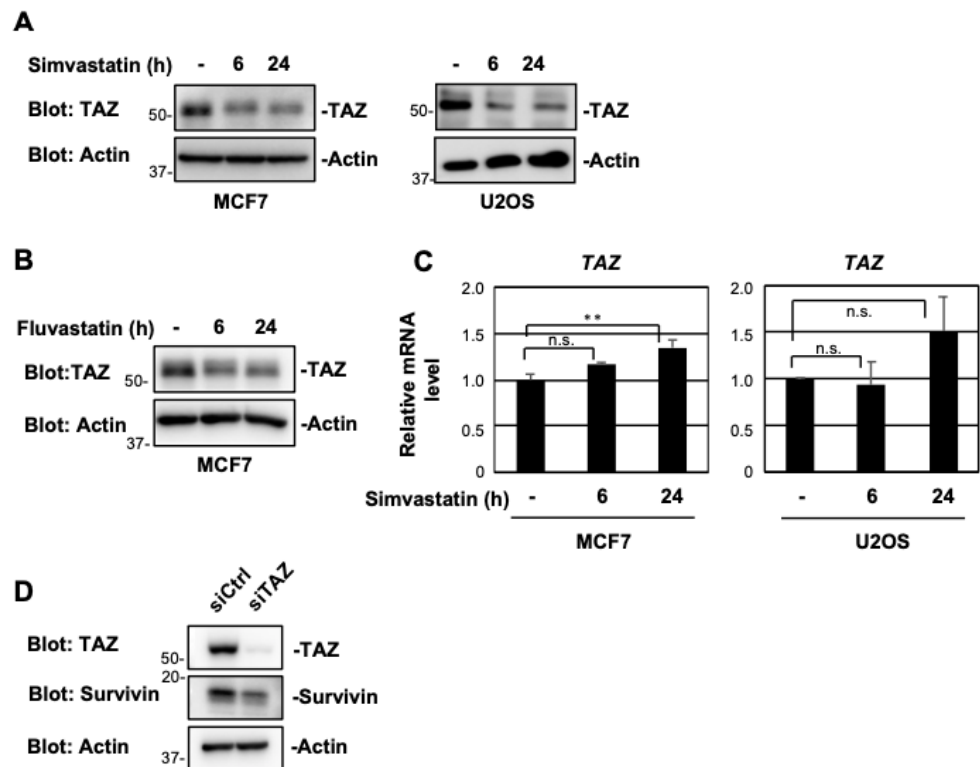 A
Simvastatin (h) - 6 24
- 6 24
Blot: TAZ 50- -TAZ
50- -TAZ
Blot: Actin 37- -Actin
37- -Actin
MCF7
U2OS
B
Fluvastatin (h) - 6 24
Blot:TAZ 50- -TAZ
Blot: Actin 37- -Actin
MCF7
C
TAZ
Relative mRNA
level
2.0
1.5
1.0
0.5
0
**
n.s.
TAZ
2.0
1.5
1.0
0.5
0
n.s.
n.s.
Simvastatin (h) - 6 24
- 6 24
MCF7
U2OS
D
siCtrl siTAZ
Blot: TAZ 50- -TAZ
20-
Blot: Survivin -Survivin
Blot: Actin 37- -Actin